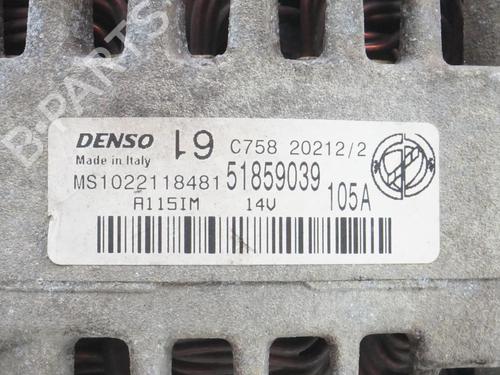 DENSO 19 C758 20212/2
Made in Italy
MS1022118481 51859039
A115IM 14V 105A
B-PARTS